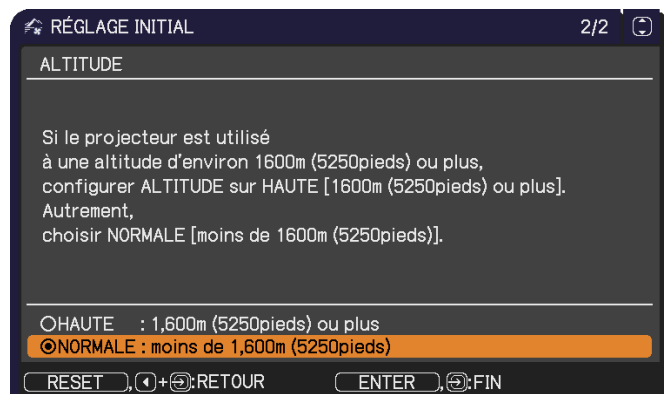 RÉGLAGE INITIAL 2/2
ALTITUDE
Si le projecteur est utilisé
à une altitude d'environ 1600m (5250pieds) ou plus,
configurer ALTITUDE sur HAUTE [1600m (5250pieds) ou plus].
Autrement,
choisir NORMALE [moins de 1600m (5250pieds)].
HAUTE : 1,600m (5250pieds) ou plus
NORMALE : moins de 1,600m (5250pieds)
RESET ,+:RETOUR ENTER ,:FIN